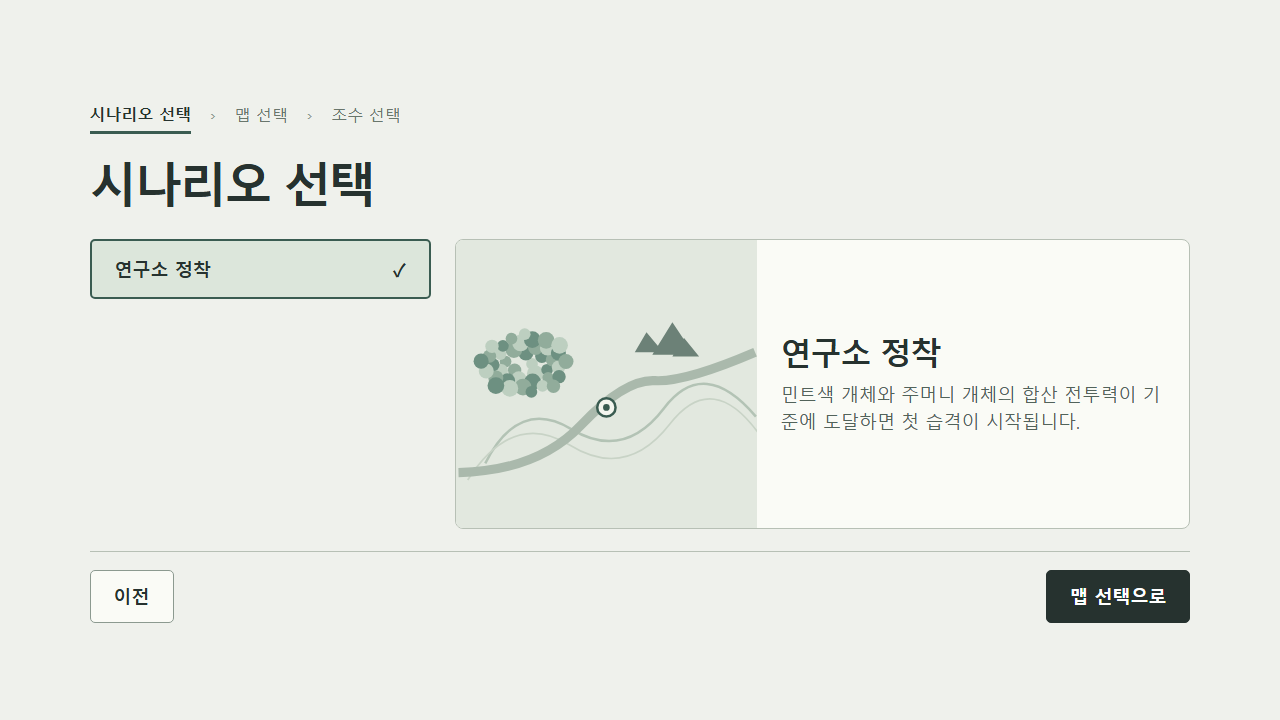 시나리오 선택 › 맵 선택 › 조수 선택
시나리오 선택
연구소 정착 ✓
연구소 정착
민트색 개체와 주머니 개체의 합산 전투력이 기
준에 도달하면 첫 습격이 시작됩니다.
이전
맵 선택으로